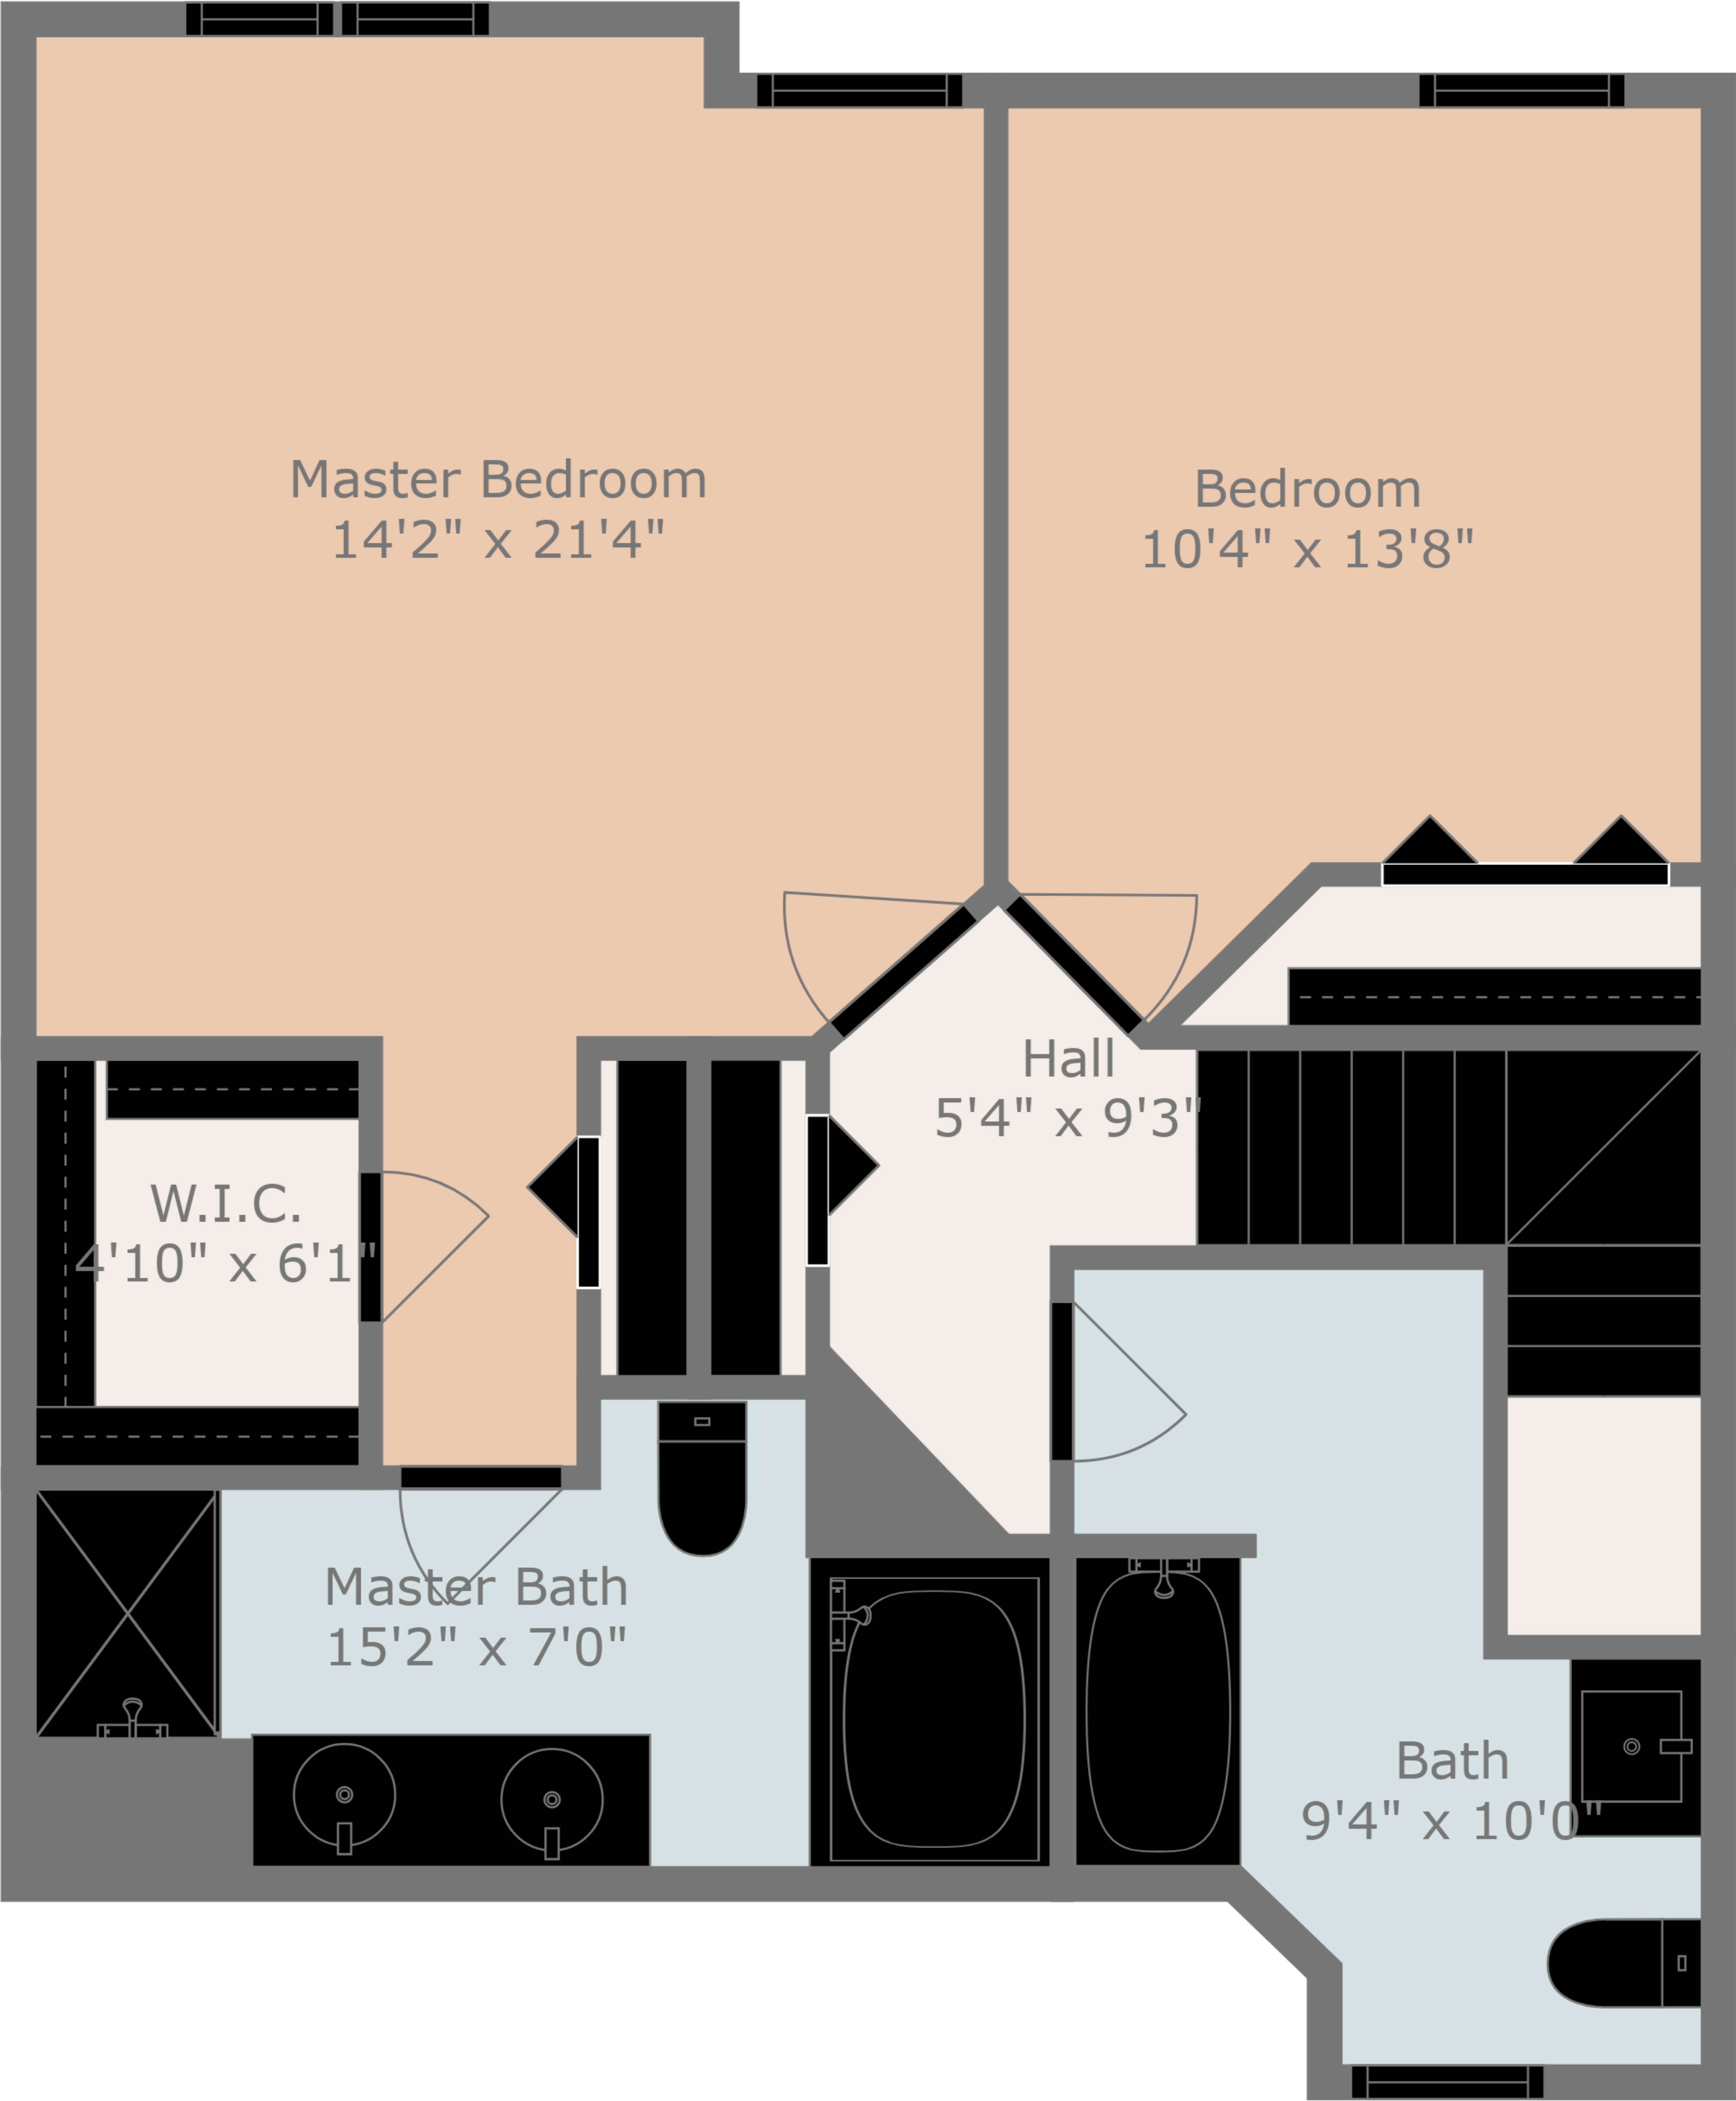 Master Bedroom
14'2" x 21'4"
Bedroom
10'4" x 13'8"
Hall
5'4" x 9'3"
W.I.C.
4'10" x 6'1"
Master Bath
15'2" x 7'0"
Bath
9'4" x 10'0"